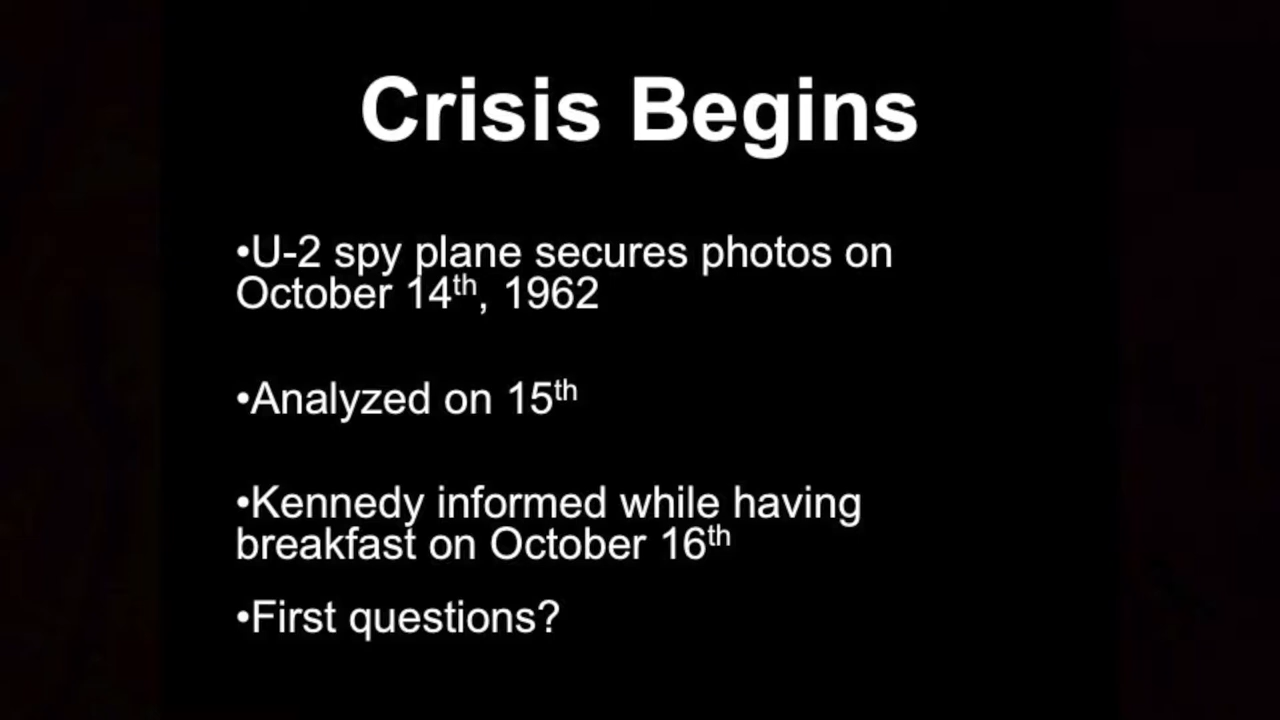 Crisis Begins
•U-2 spy plane secures photos on
October 14th, 1962
•Analyzed on 15th
•Kennedy informed while having
breakfast on October 16th
•First questions?